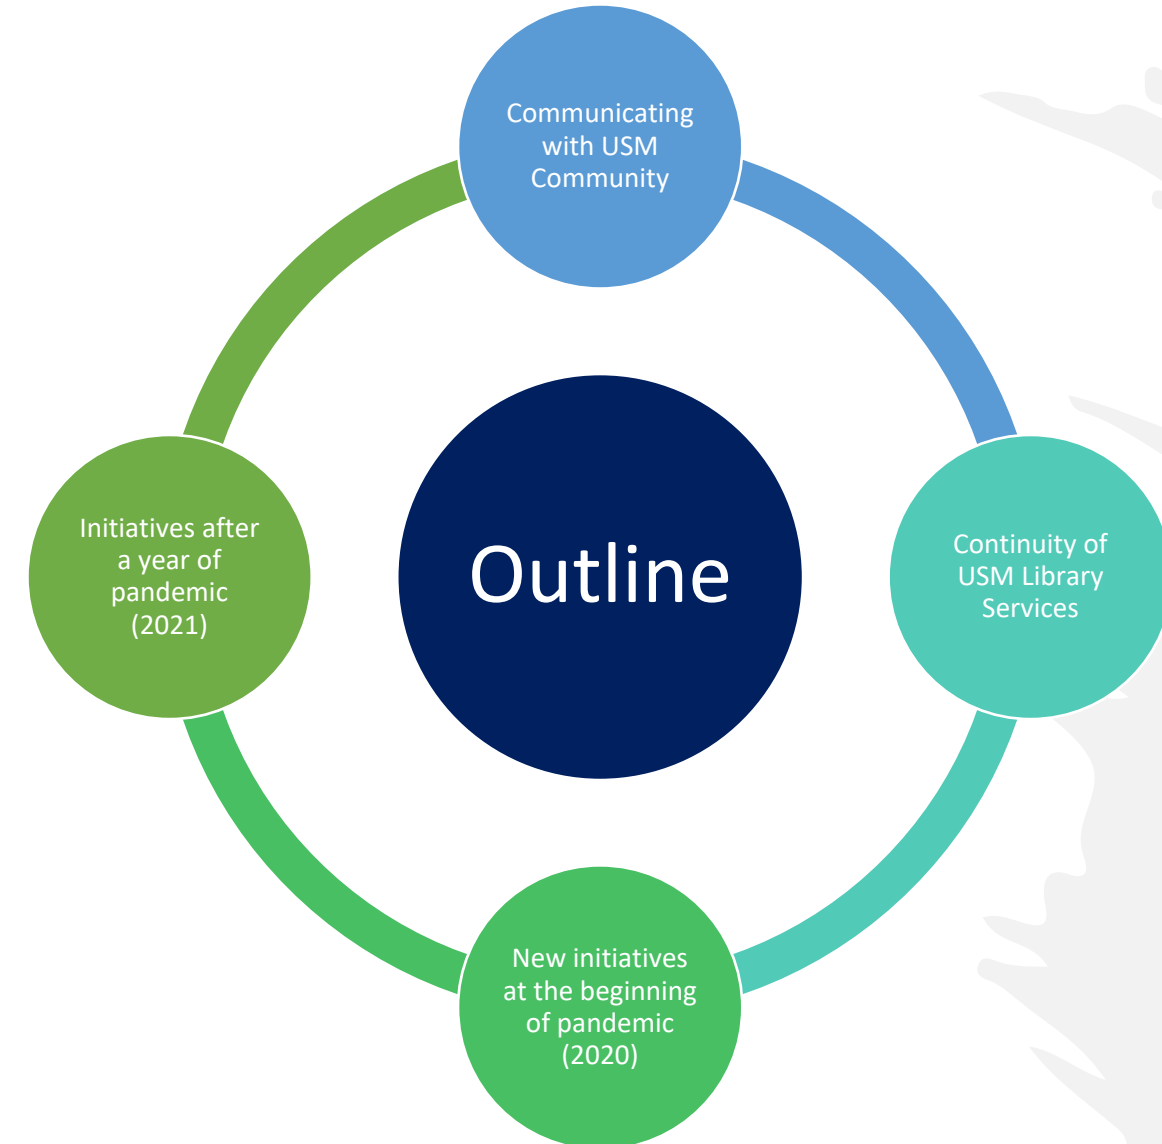 Communicating
with USM
Community
Outline
Continuity of
USM Library
Services
New initiatives
at the beginning
of pandemic
(2020)
Initiatives after
a year of
pandemic
(2021)